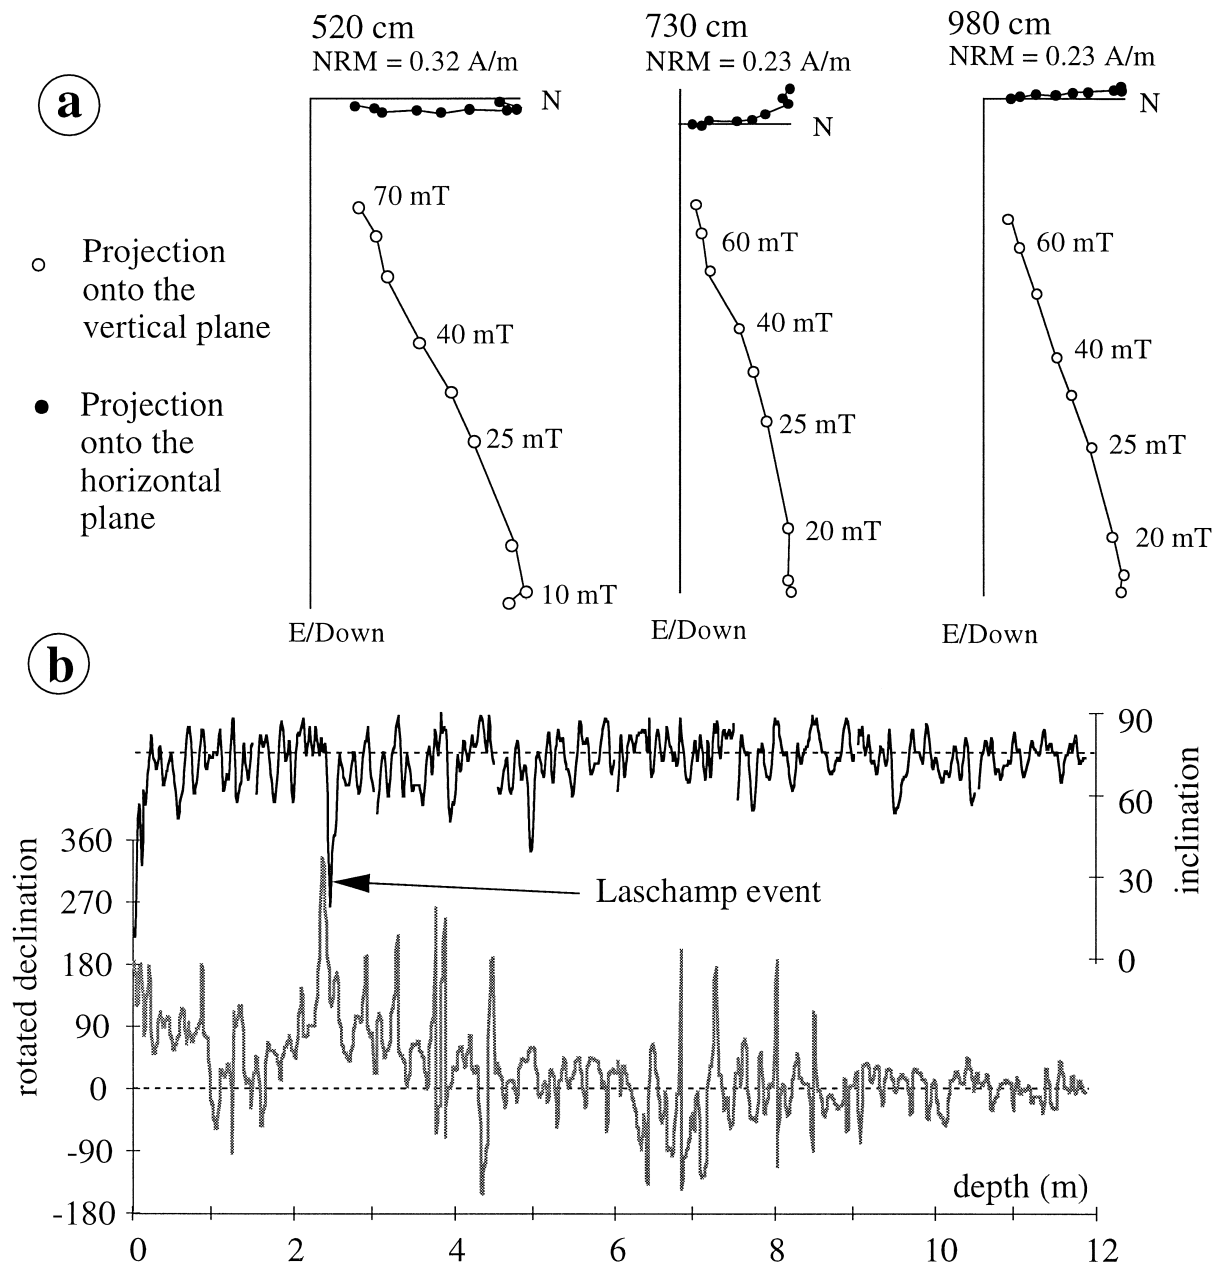 520 cm
NRM = 0.32 A/m
730 cm
NRM = 0.23 A/m
980 cm
NRM = 0.23 A/m
a
N
N
N
70 mT
40 mT
25 mT
10 mT
60 mT
40 mT
25 mT
20 mT
60 mT
40 mT
25 mT
20 mT
Projection
onto the
vertical plane
Projection
onto the
horizontal
plane
E/Down
E/Down
E/Down
b
90
60
30
0
inclination
360
270
180
90
0
-90
-180
rotated declination
Laschamp event
depth (m)
0
2
4
6
8
10
12